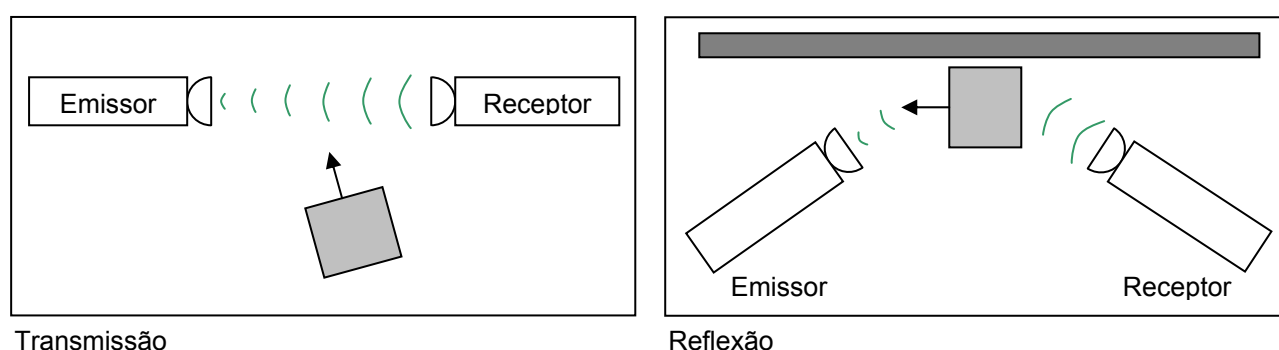 Emissor
Receptor
Emissor
Receptor
Transmissão
Reflexão